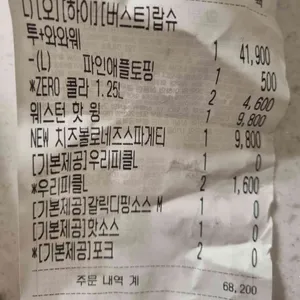 [오][하이][버스트]랍슈
투+와와웨 1 41,900
-(L) 파인애플토핑 1 500
*ZERO 콜라 1.25L 2 4,600
웨스턴 핫 윙 1 9,800
NEW 치즈볼로네즈스파게티 1 9,800
[기본제공]우리피클L 1 0
*우리피클L 2 1,600
[기본제공]갈릭디핑소스 M 1 0
[기본제공]핫소스 1 0
*[기본제공]포크 2 0
주문 내역 계 68,200